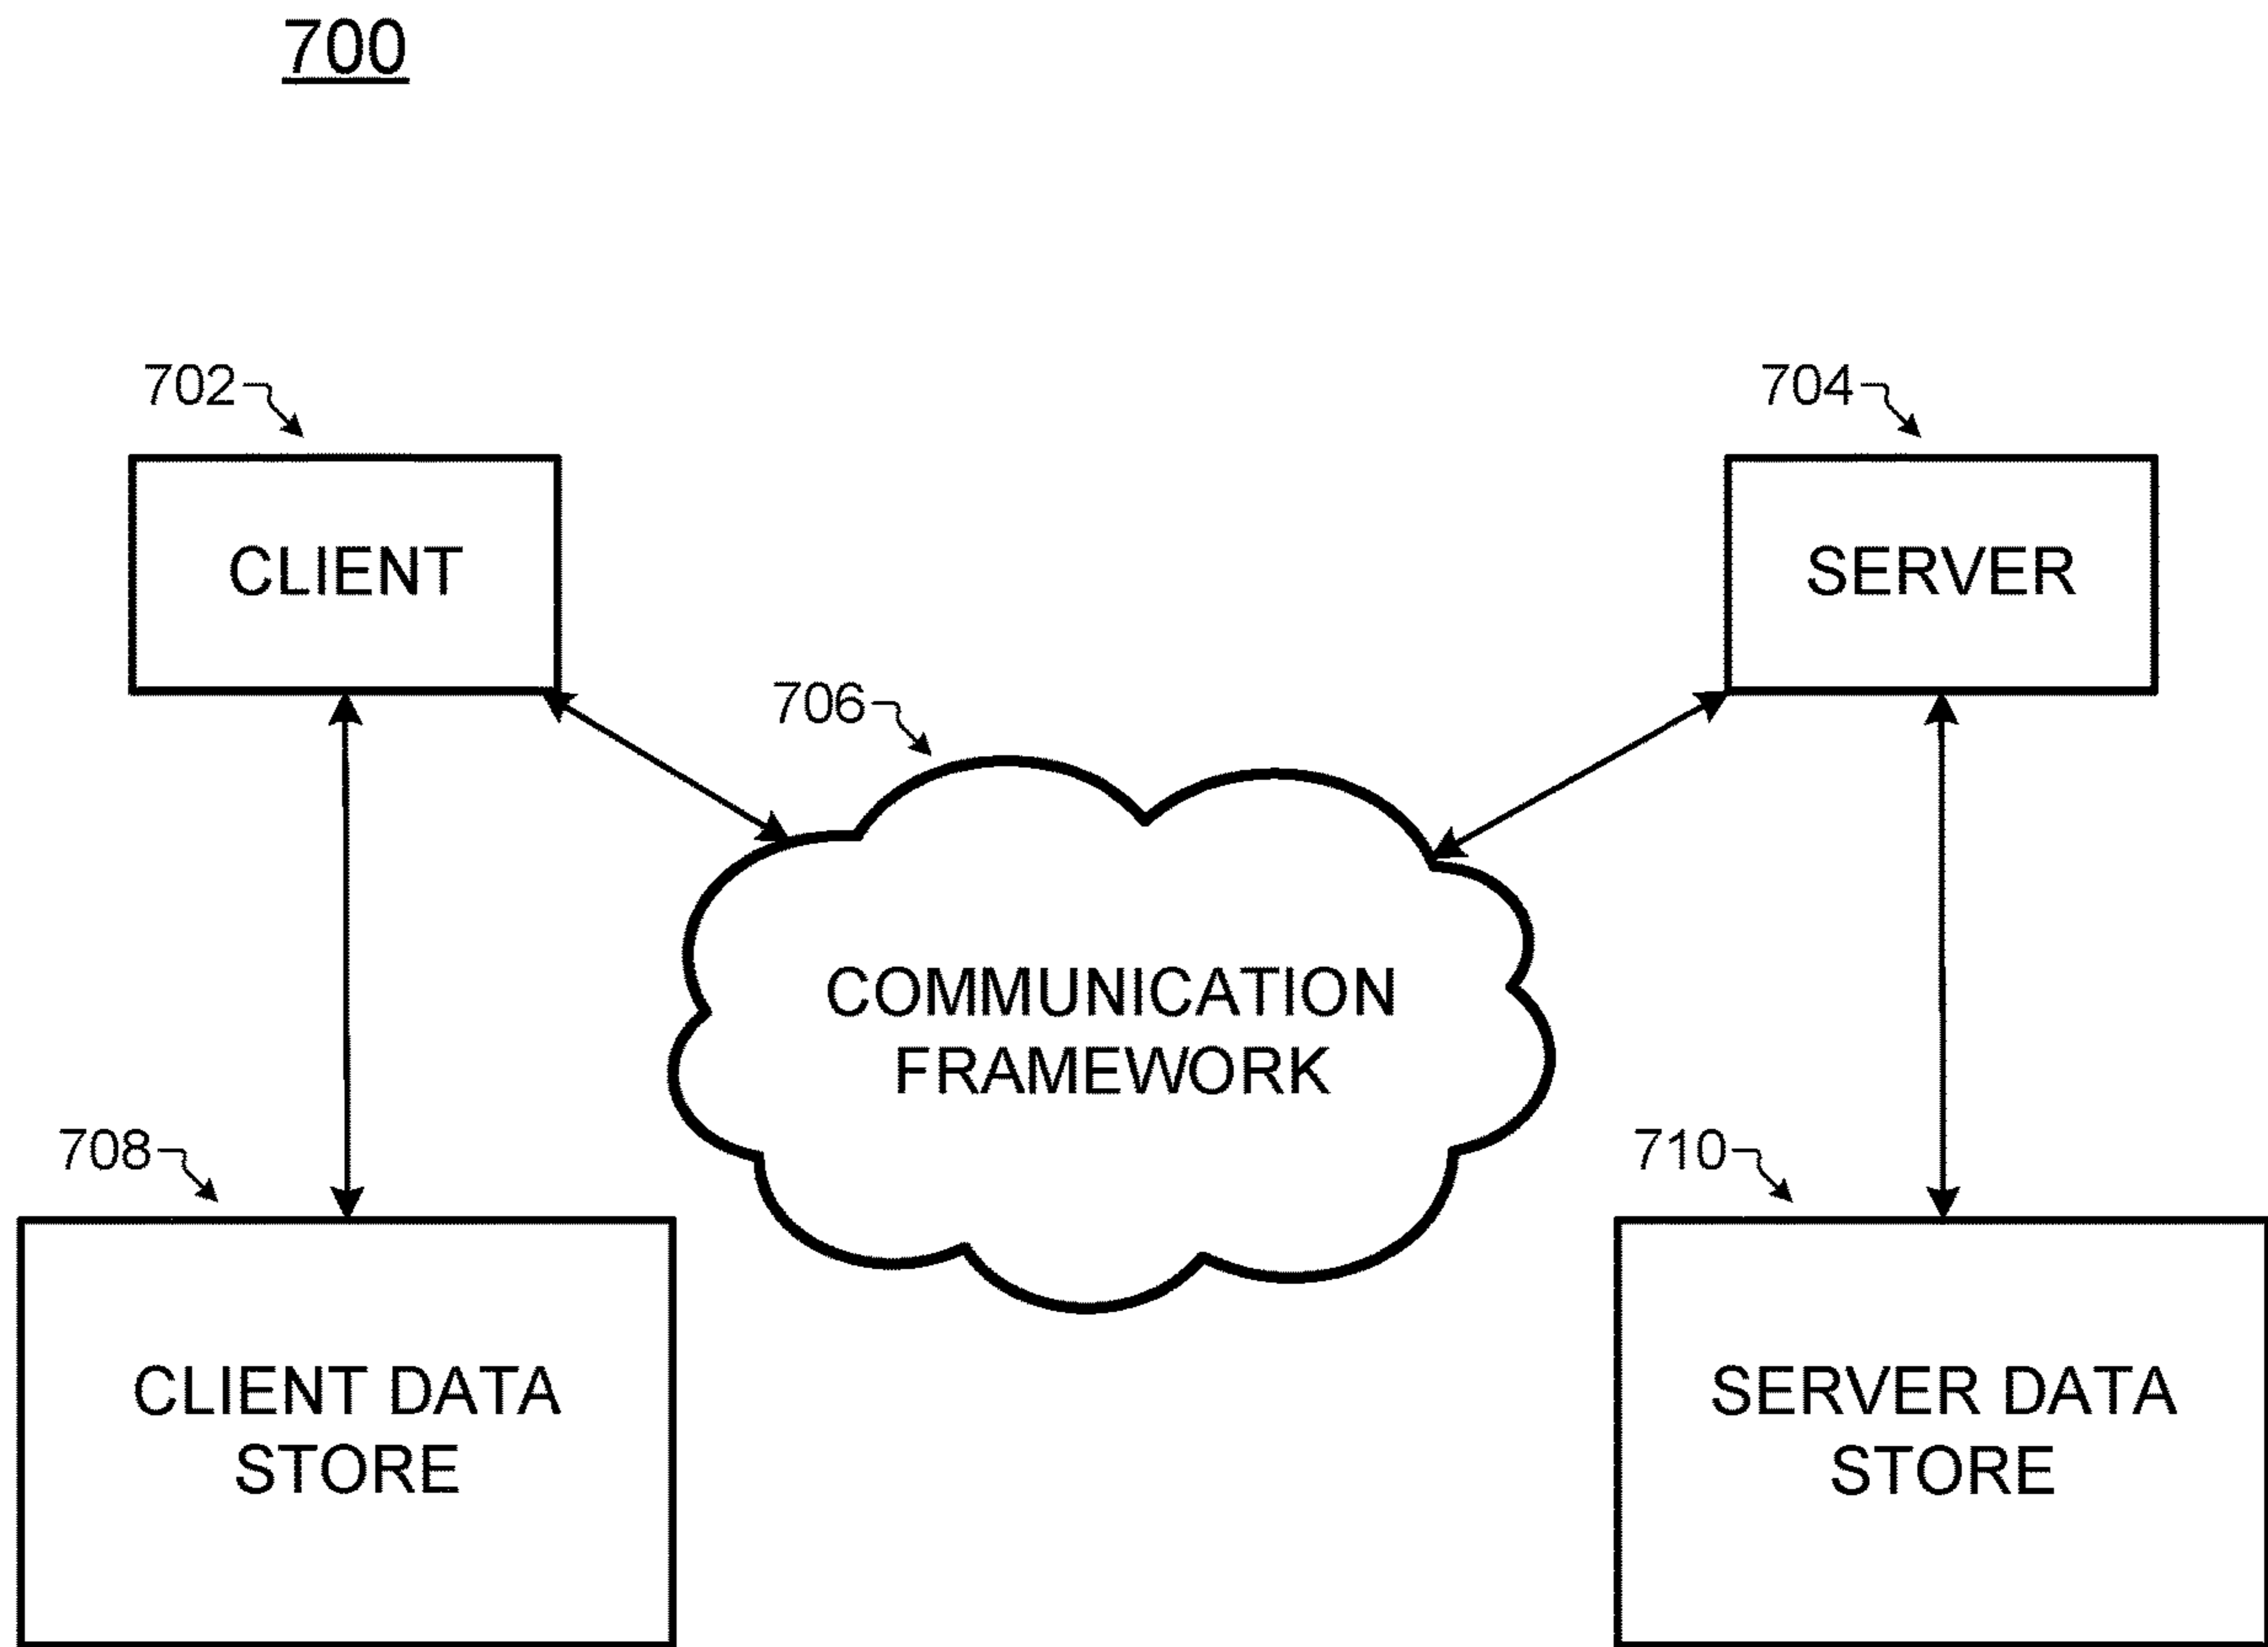 700
702
704
CLIENT
SERVER
706
COMMUNICATION
FRAMEWORK
708
710
CLIENT DATA
STORE
SERVER DATA
STORE